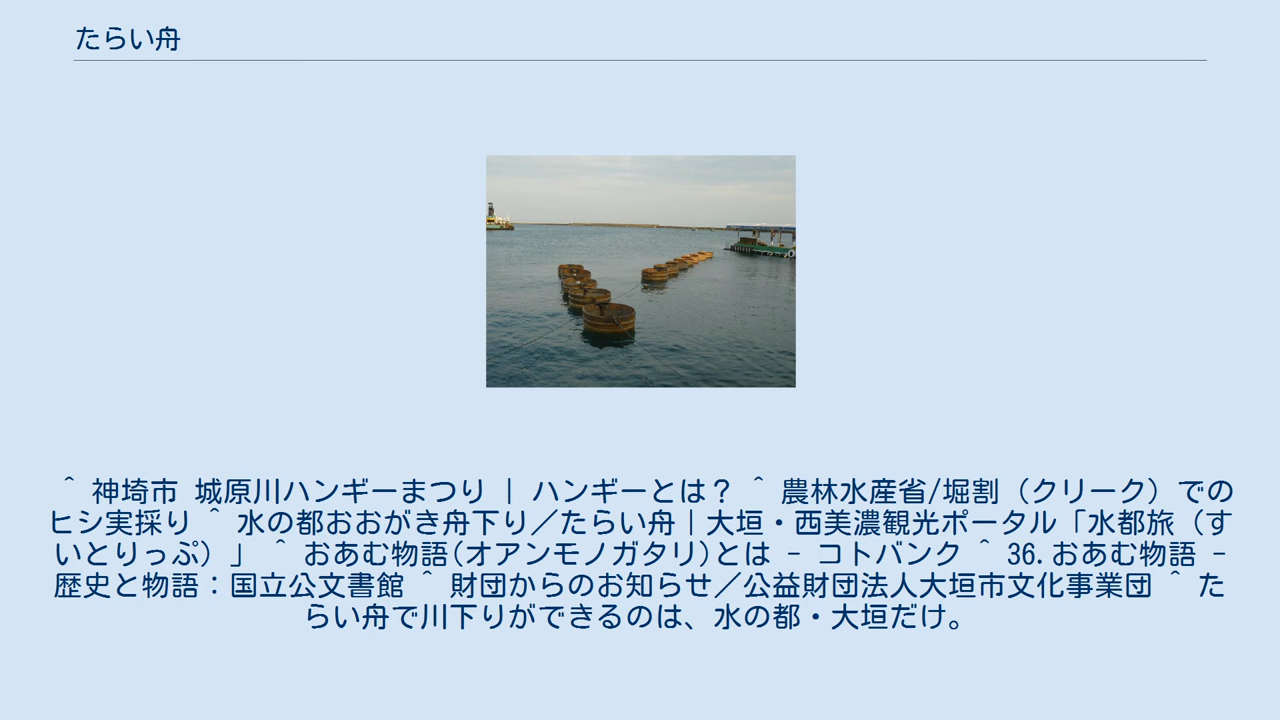 たらい舟
^ 神埼市 城原川ハンギーまつり | ハンギーとは？ ^ 農林水産省/堀割（クリーク）での
ヒシ実採り ^ 水の都おおがき舟下り／たらい舟｜大垣・西美濃観光ポータル「水都旅（す
いとりっぷ）」 ^ おあむ物語(オアンモノガタリ)とは - コトバンク ^ 36.おあむ物語 -
歴史と物語：国立公文書館 ^ 財団からのお知らせ／公益財団法人大垣市文化事業団 ^ た
らい舟で川下りができるのは、水の都・大垣だけ。